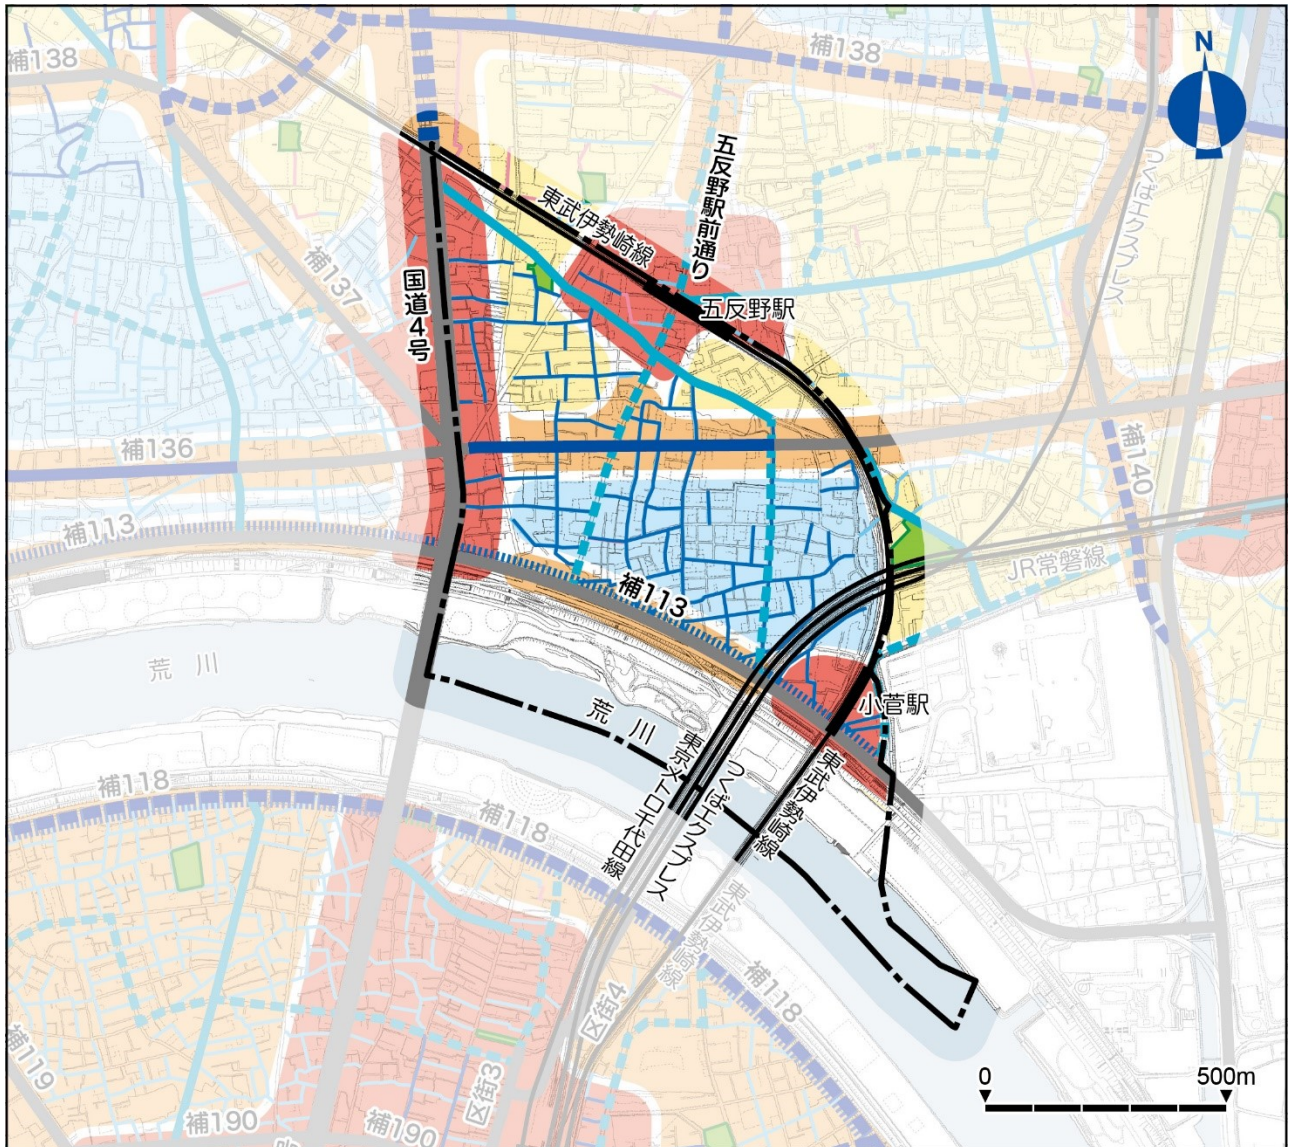 補138
補138
N
つくばエクスプレス
五反野駅前通り
東武伊勢崎線
補137
国道4号
五反野駅
補136
補140
補113
JR常磐線
補113
荒川
小菅駅
荒川
東京メトロ千代田線
つくばエクスプレス
東武伊勢崎線
補118
補118
東武伊勢崎線
補118
区街4
区街3
補119
補190
補190
0
500m